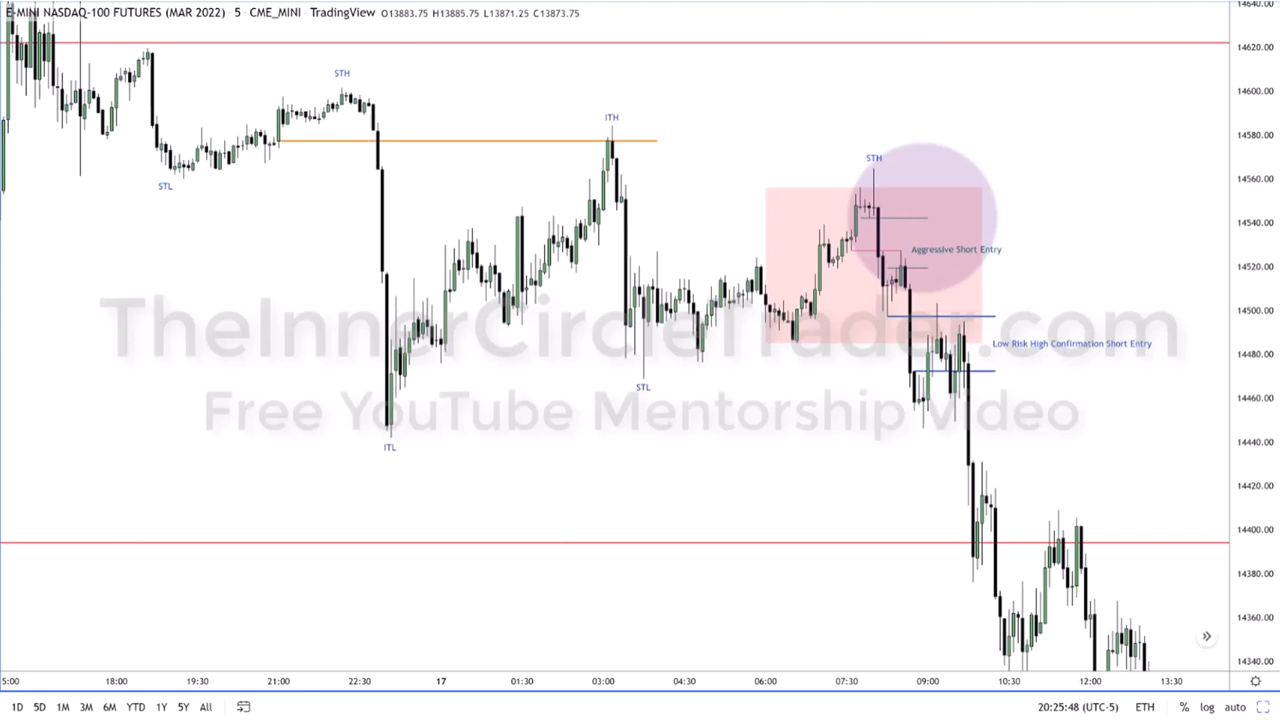 E-MINI NASDAQ-100 FUTURES (MAR 2022) · 5 · CME_MINI · TradingView O13883.75 H13885.75 L13871.25 C13873.75
14640.00
14620.00
STH
14600.00
ITH
14580.00
STH
STL
14560.00
14540.00
Aggressive Short Entry
14520.00
14500.00
TheInnerCircleTrader.com
Low Risk High Confirmation Short Entry
14480.00
STL
14460.00
Free YouTube Mentorship Video
ITL
14440.00
14420.00
14400.00
14380.00
14360.00
14340.00
5:00 18:00 19:30 21:00 22:30 17 01:30 03:00 04:30 06:00 07:30 09:00 10:30 12:00 13:30
1D 5D 1M 3M 6M YTD 1Y 5Y All 20:25:48 (UTC-5) ETH % log auto